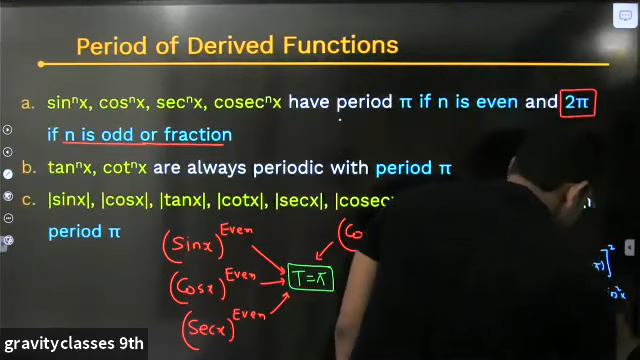 Period of Derived Functions
a. sinⁿx, cosⁿx, secⁿx, cosecⁿx have period π if n is even and 2π
if n is odd or fraction
b. tanⁿx, cotⁿx are always periodic with period π
c. |sinx|, |cosx|, |tanx|, |cotx|, |secx|, |cosec
period π
(Sinx)^Even
(Cosx)^Even
(Secx)^Even
T=π
(Co
gravityclasses 9th